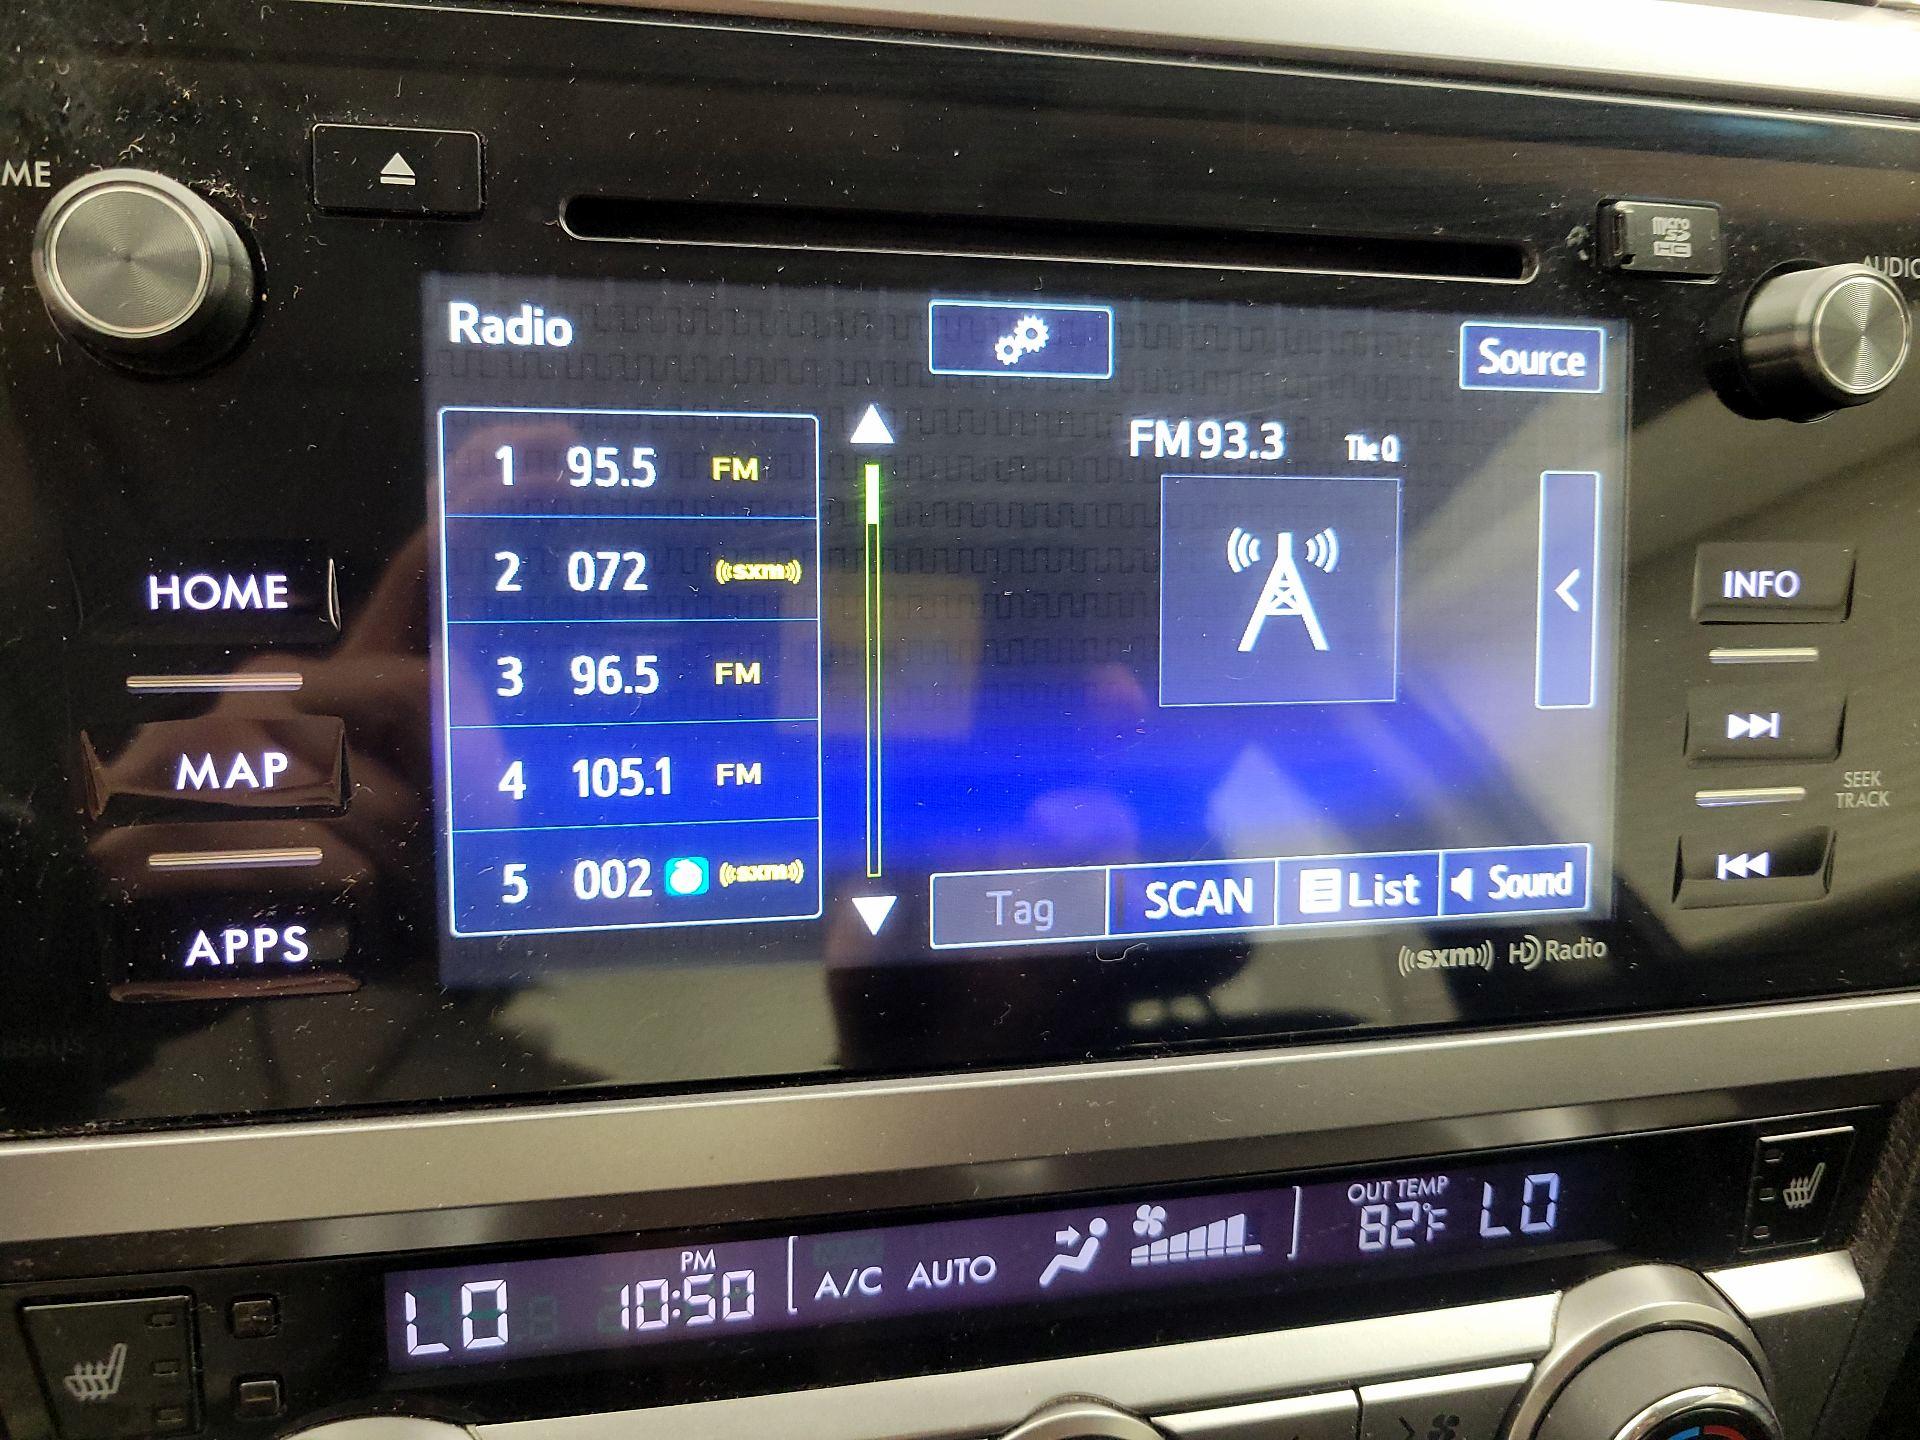 ME
micro
SD
HC
AUDIO
Radio
Source
1 95.5 FM
FM 93.3 The Q
2 072 ((sxm))
3 96.5 FM
4 105.1 FM
5 002 ((sxm))
HOME
MAP
APPS
INFO
SEEK
TRACK
Tag SCAN List Sound
((sxm)) HD Radio
LO PM 10:50 A/C AUTO OUT TEMP 82°F LO